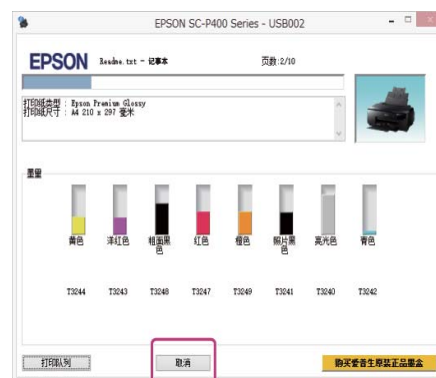 EPSON SC-P400 Series - USB002
EPSON Readme.txt - 记事本 页数:2/10
打印纸类型 : Epson Premium Glossy
打印纸尺寸 : A4 210 x 297 毫米
墨量
黄色 洋红色 粗面黑色 红色 橙色 照片黑色 高光色 青色
T3244 T3243 T3248 T3247 T3249 T3241 T3240 T3242
打印队列 取消 购买爱普生原装正品墨盒